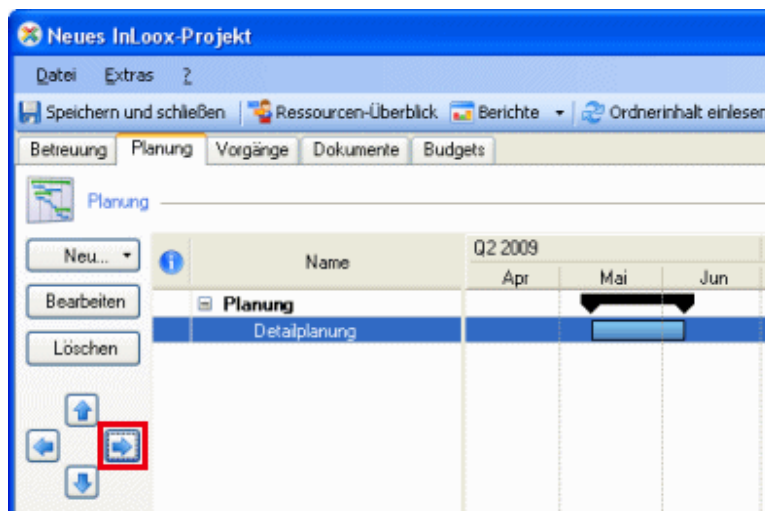 Neues InLoox-Projekt
Datei Extras ?
Speichern und schließen Ressourcen-Überblick Berichte Ordnerinhalt einlesen
Betreuung Planung Vorgänge Dokumente Budgets
Planung
Neu...
Bearbeiten
Löschen
Name
Q2 2009
Apr Mai Jun
Planung
Detailplanung